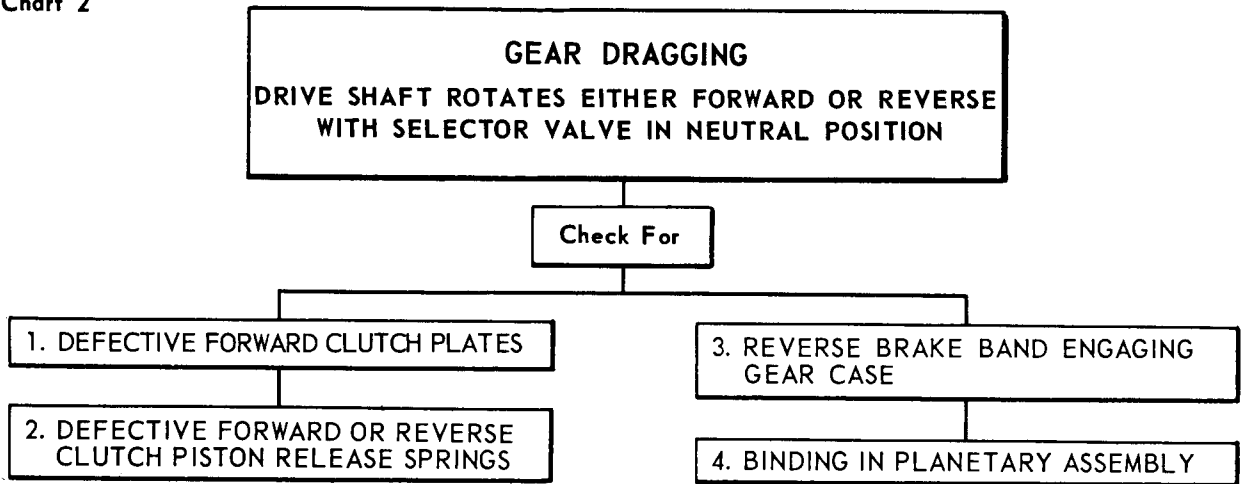 Chart 2
GEAR DRAGGING
DRIVE SHAFT ROTATES EITHER FORWARD OR REVERSE
WITH SELECTOR VALVE IN NEUTRAL POSITION
Check For
1. DEFECTIVE FORWARD CLUTCH PLATES
2. DEFECTIVE FORWARD OR REVERSE
CLUTCH PISTON RELEASE SPRINGS
3. REVERSE BRAKE BAND ENGAGING
GEAR CASE
4. BINDING IN PLANETARY ASSEMBLY